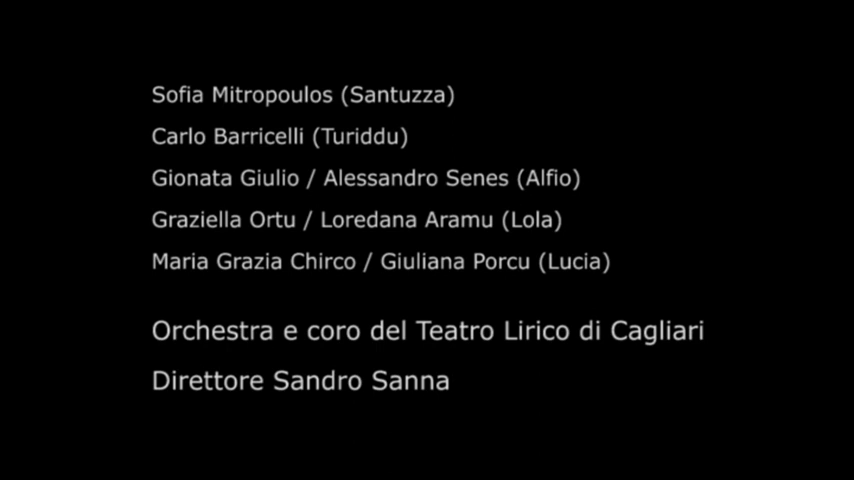 Sofia Mitropoulos (Santuzza)
Carlo Barricelli (Turiddu)
Gionata Giulio / Alessandro Senes (Alfio)
Graziella Ortu / Loredana Aramu (Lola)
Maria Grazia Chirco / Giuliana Porcu (Lucia)
Orchestra e coro del Teatro Lirico di Cagliari
Direttore Sandro Sanna